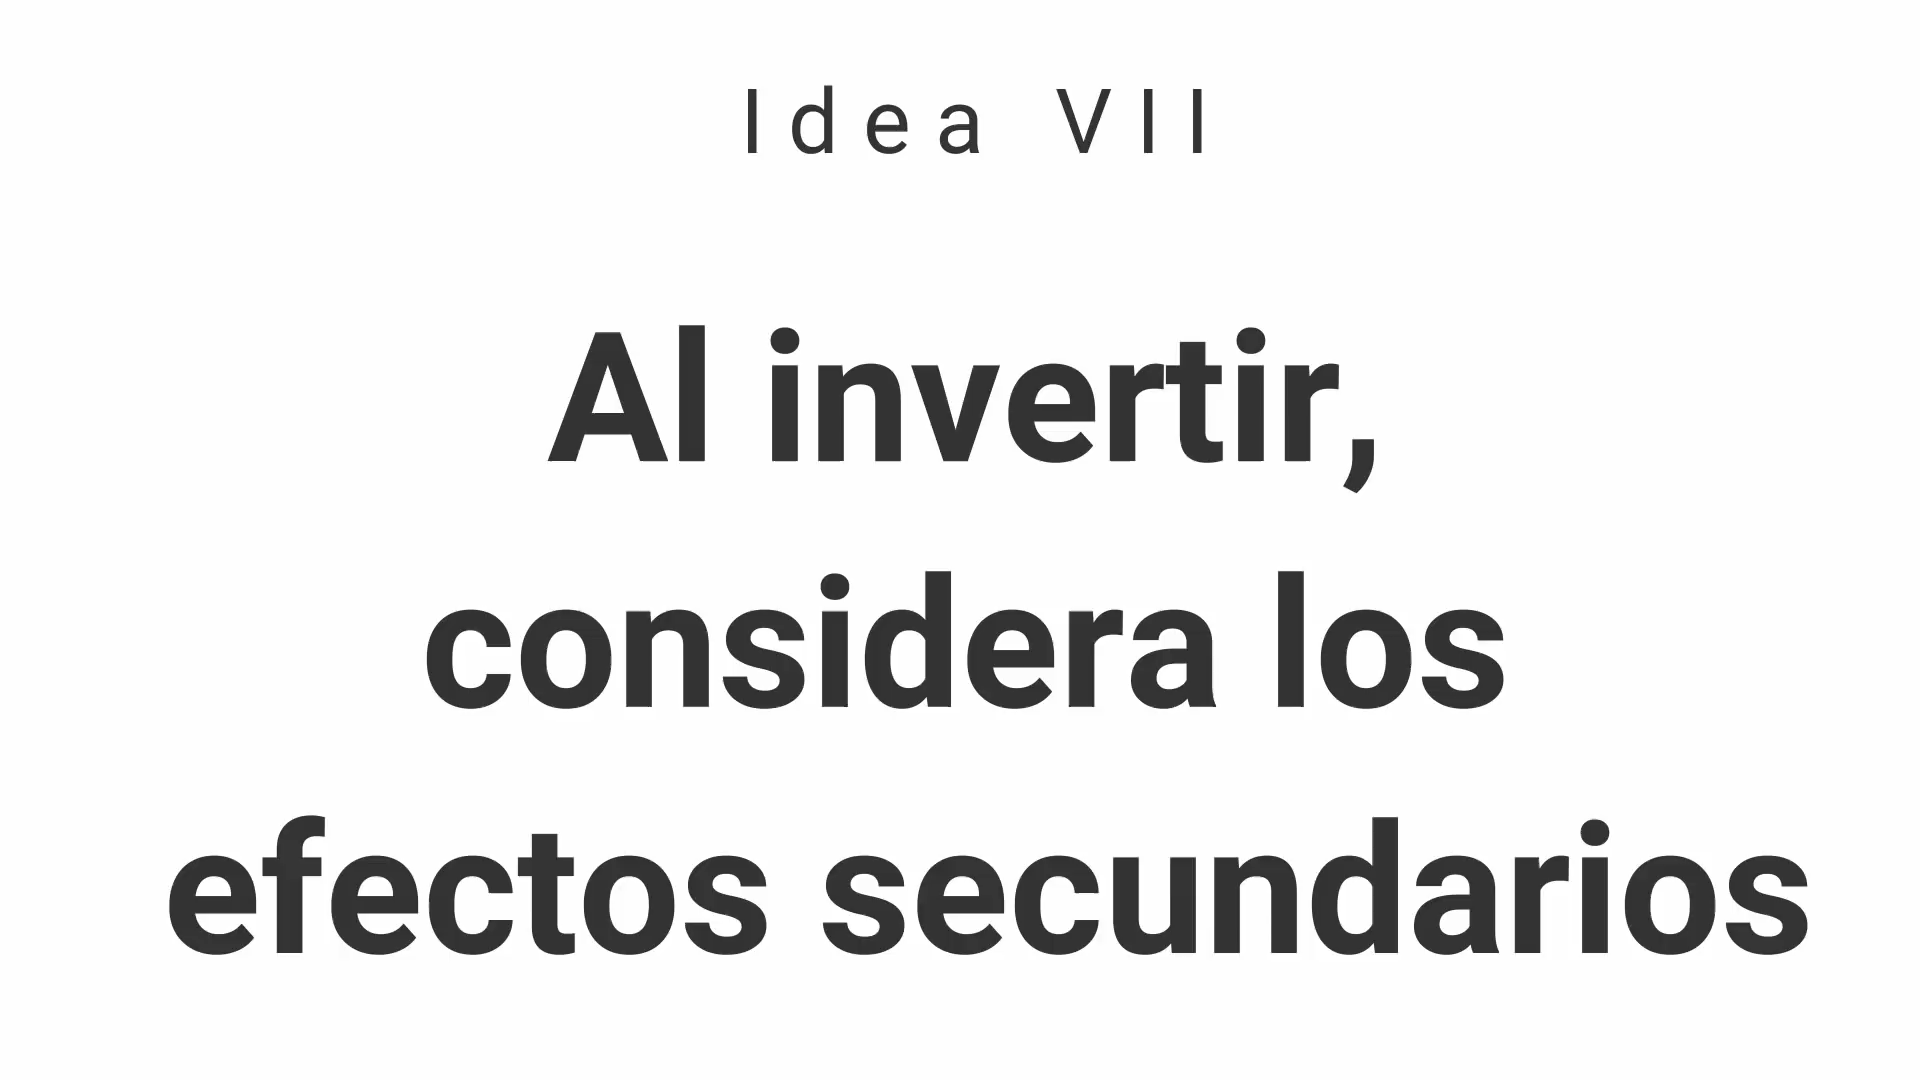 Idea VII
Al invertir,
considera los
efectos secundarios